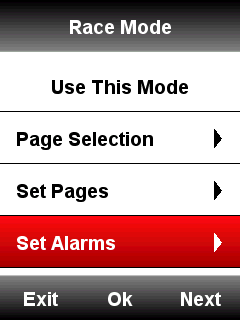 Race Mode
Use This Mode
Page Selection
Set Pages
Set Alarms
Exit Ok Next